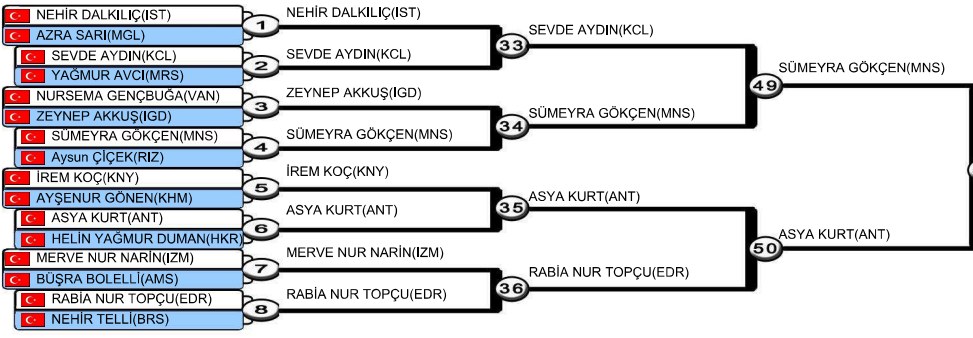 NEHİR DALKILIÇ(IST)
AZRA SARI(MGL)
1
NEHİR DALKILIÇ(IST)
SEVDE AYDIN(KCL)
YAĞMUR AVCI(MRS)
2
SEVDE AYDIN(KCL)
33
SEVDE AYDIN(KCL)
NURSEMA GENÇBUĞA(VAN)
ZEYNEP AKKUŞ(IGD)
3
ZEYNEP AKKUŞ(IGD)
SÜMEYRA GÖKÇEN(MNS)
Aysun ÇİÇEK(RIZ)
4
SÜMEYRA GÖKÇEN(MNS)
34
SÜMEYRA GÖKÇEN(MNS)
49
SÜMEYRA GÖKÇEN(MNS)
İREM KOÇ(KNY)
AYŞENUR GÖNEN(KHM)
5
İREM KOÇ(KNY)
ASYA KURT(ANT)
HELİN YAĞMUR DUMAN(HKR)
6
ASYA KURT(ANT)
35
ASYA KURT(ANT)
MERVE NUR NARİN(IZM)
BÜŞRA BOLELLİ(AMS)
7
MERVE NUR NARİN(IZM)
RABİA NUR TOPÇU(EDR)
NEHİR TELLİ(BRS)
8
RABİA NUR TOPÇU(EDR)
36
RABİA NUR TOPÇU(EDR)
50
ASYA KURT(ANT)